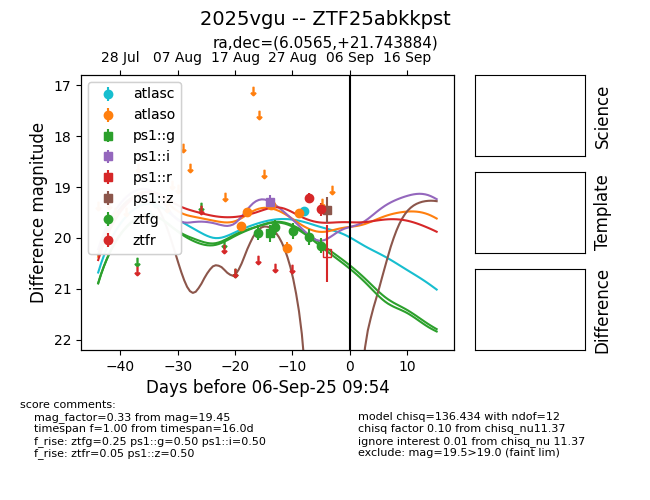 2025vgu -- ZTF25abkkpst
ra,dec=(6.0565,+21.743884)
28 Jul 07 Aug 17 Aug 27 Aug 06 Sep 16 Sep
17
18
19
20
21
22
Difference magnitude
atlasc
atlaso
ps1::g
ps1::i
ps1::r
ps1::z
ztfg
ztfr
−40 −30 −20 −10 0 10
Days before 06-Sep-25 09:54
Science
Template
Difference
score comments:
mag_factor=0.33 from mag=19.45
timespan f=1.00 from timespan=16.0d
f_rise: ztfg=0.25 ps1::g=0.50 ps1::i=0.50
f_rise: ztfr=0.05 ps1::z=0.50
model chisq=136.434 with ndof=12
chisq factor 0.10 from chisq_nu11.37
ignore interest 0.01 from chisq_nu 11.37
exclude: mag=19.5>19.0 (faint lim)